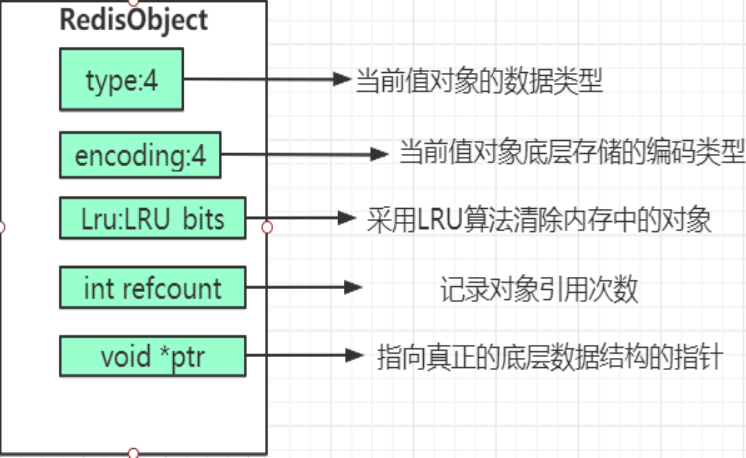 RedisObject
type:4
当前值对象的数据类型
encoding:4
当前值对象底层存储的编码类型
Lru:LRU bits
采用LRU算法清除内存中的对象
int refcount
记录对象引用次数
void *ptr
指向真正的底层数据结构的指针